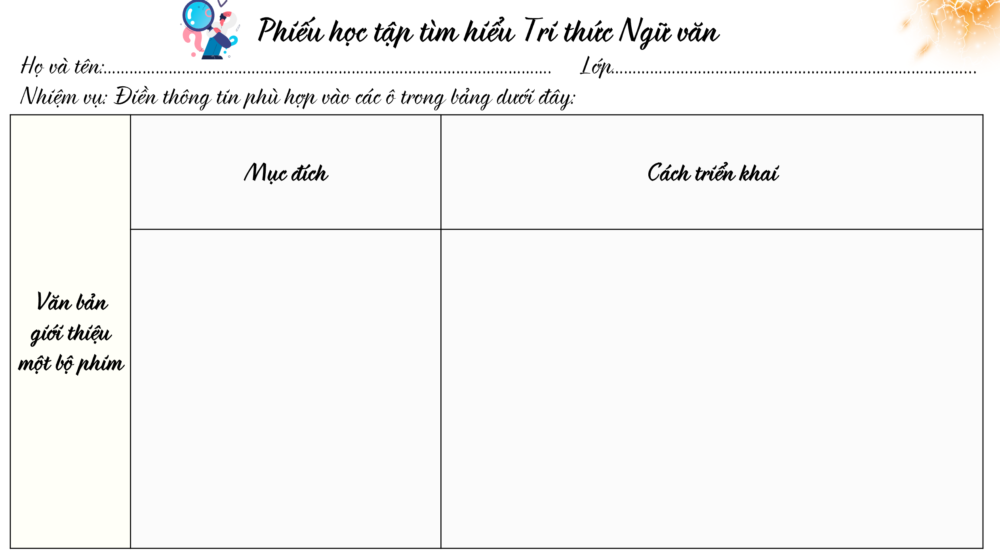 Phiếu học tập tìm hiểu Tri thức Ngữ văn
Họ và tên:........................................................................................................ Lớp.....................................................................................
Nhiệm vụ: Điền thông tin phù hợp vào các ô trong bảng dưới đây:
Mục đích
Cách triển khai
Văn bản
giới thiệu
một bộ phim